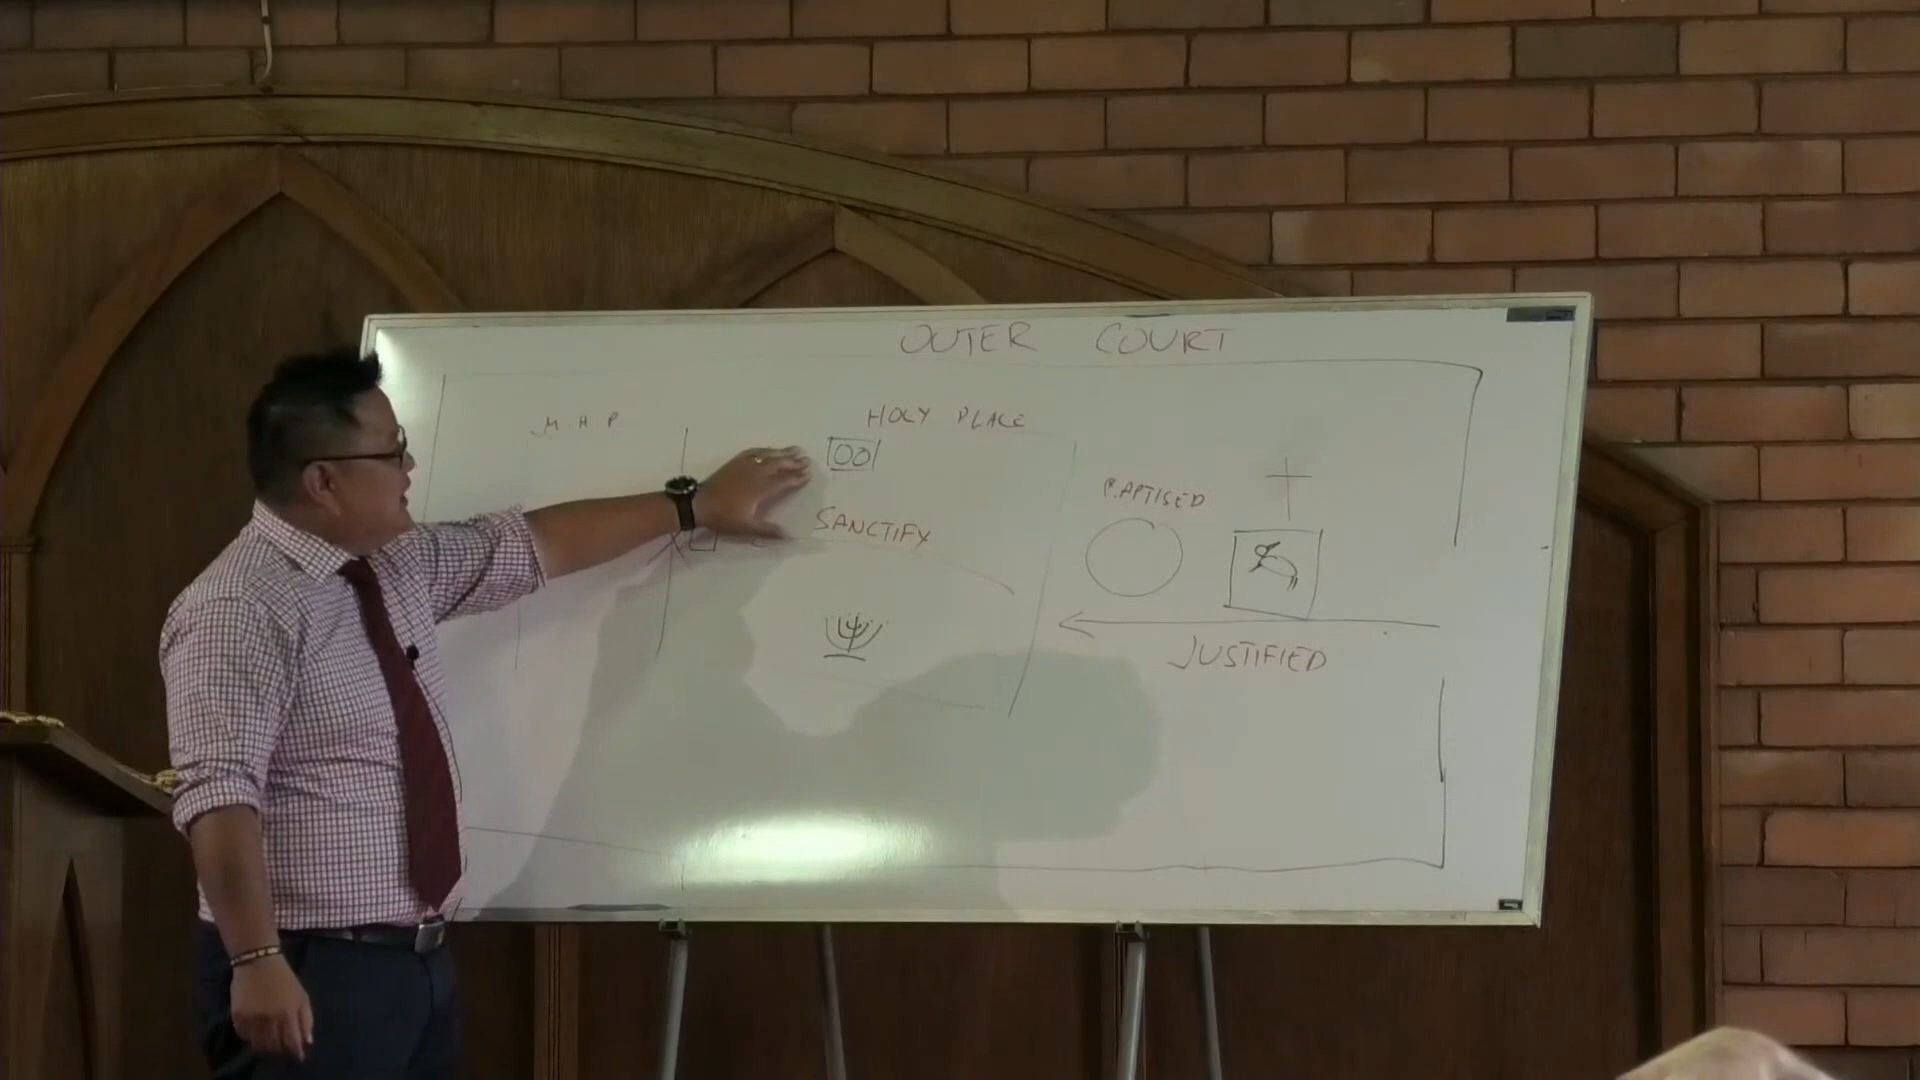 OUTER COURT
M H P
HOLY PLACE
BAPTISED
SANCTIFY
JUSTIFIED